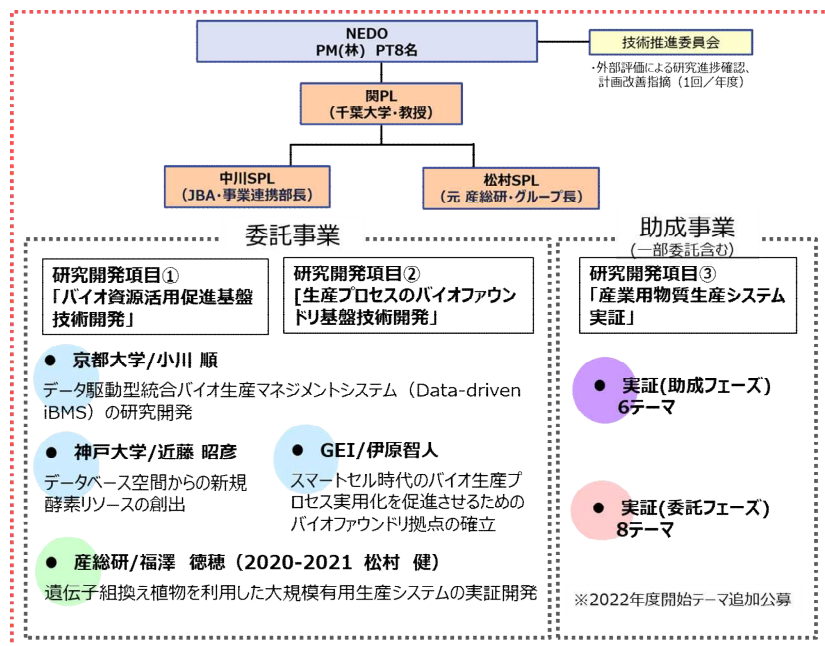 NEDO
PM(林) PT8名
技術推進委員会
・外部評価による研究進捗確認、
計画改善指摘（1回／年度）
関PL
（千葉大学・教授）
中川SPL
（JBA・事業連携部長）
松村SPL
（元 産総研・グループ長）
委託事業
助成事業
(一部委託含む)
研究開発項目①
「バイオ資源活用促進基盤
技術開発」
研究開発項目②
[生産プロセスのバイオファウン
ドリ基盤技術開発」
研究開発項目③
「産業用物質生産システム
実証」
● 京都大学/小川 順
データ駆動型統合バイオ生産マネジメントシステム（Data-driven
iBMS）の研究開発
● 神戸大学/近藤 昭彦
データベース空間からの新規
酵素リソースの創出
● GEI/伊原智人
スマートセル時代のバイオ生産プ
ロセス実用化を促進させるための
バイオファウンドリ拠点の確立
● 産総研/福澤 徳穂（2020-2021 松村 健）
遺伝子組換え植物を利用した大規模有用生産システムの実証開発
● 実証(助成フェーズ)
6テーマ
● 実証(委託フェーズ)
8テーマ
※2022年度開始テーマ追加公募